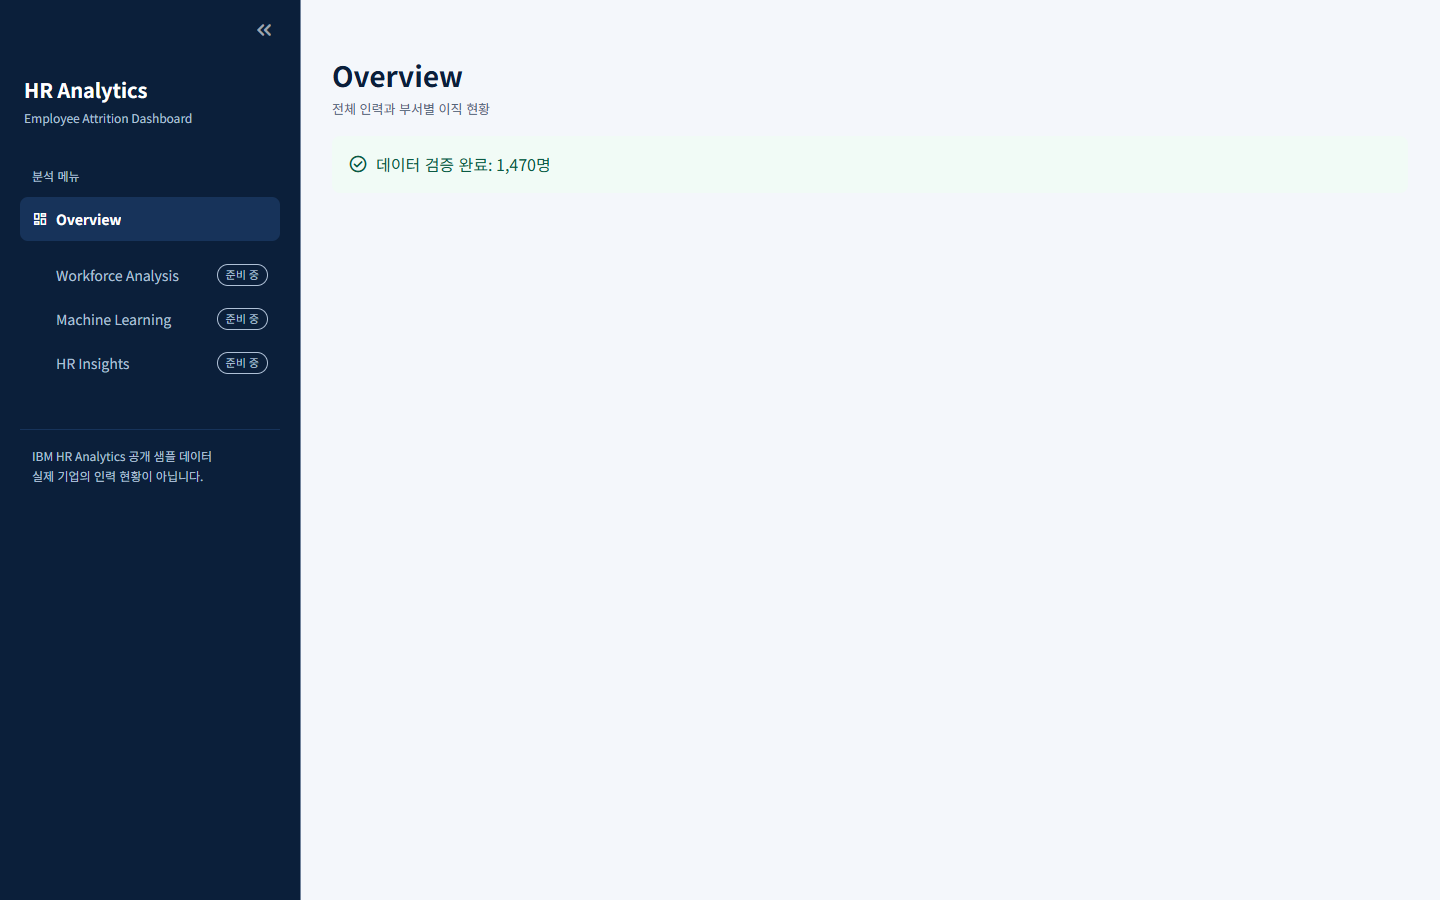 HR Analytics
Employee Attrition Dashboard
분석 메뉴
Overview
Workforce Analysis 준비 중
Machine Learning 준비 중
HR Insights 준비 중
IBM HR Analytics 공개 샘플 데이터
실제 기업의 인력 현황이 아닙니다.
Overview
전체 인력과 부서별 이직 현황
데이터 검증 완료: 1,470명